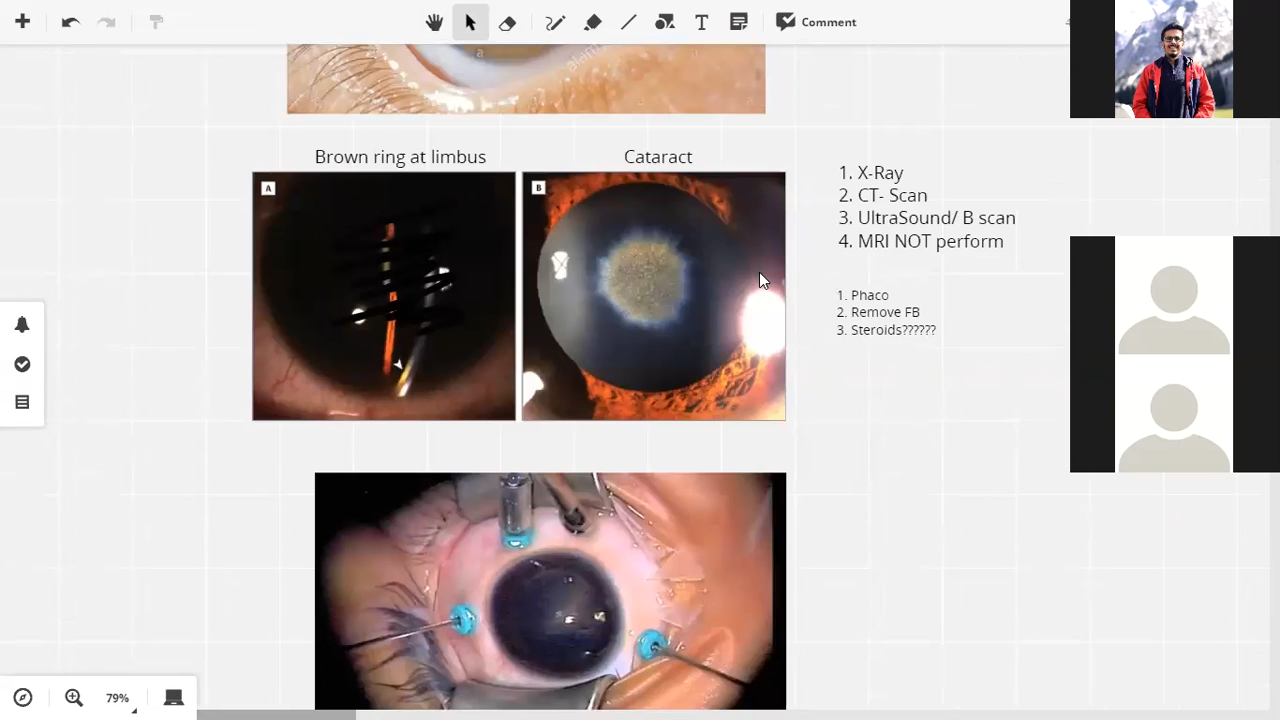 Comment
alamy
a
a
Brown ring at limbus
Cataract
A
B
1. X-Ray
2. CT- Scan
3. UltraSound/ B scan
4. MRI NOT perform
1. Phaco
2. Remove FB
3. Steroids??????
T
79%